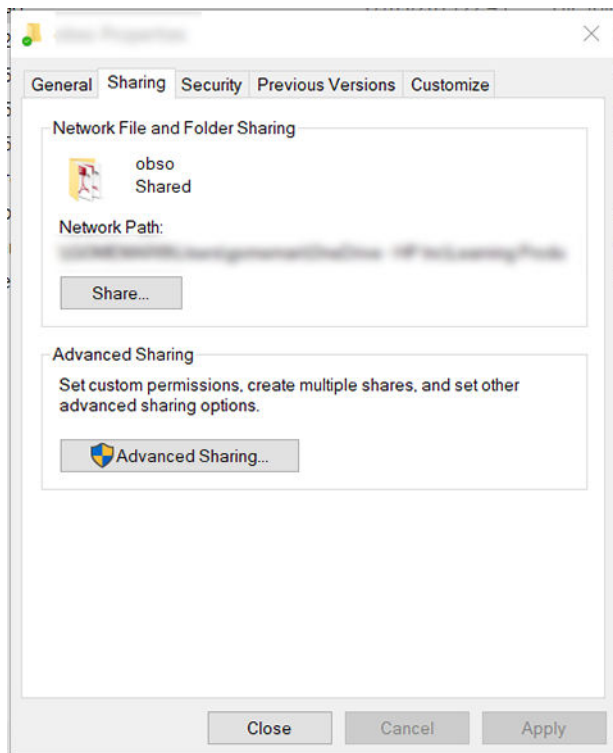 General Sharing Security Previous Versions Customize
Network File and Folder Sharing
obso
Shared
Network Path:
Share...
Advanced Sharing
Set custom permissions, create multiple shares, and set other
advanced sharing options.
Advanced Sharing...
Close Cancel Apply